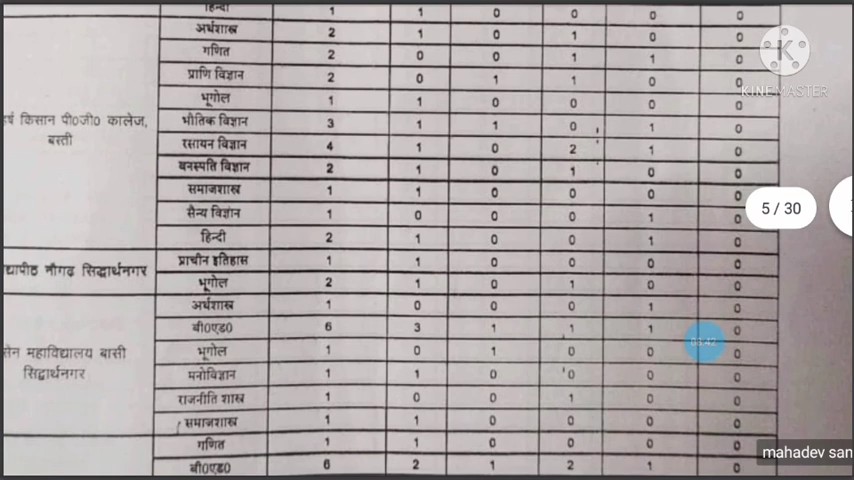 हिन्दी 1 1 0 0 0 0
अर्थशास्त्र 2 1 0 1 0 0
गणित 2 0 0 1 1
प्राणि विज्ञान 2 0 1 1 0 0
भूगोल 1 1 0 0 0 0
भौतिक विज्ञान 3 1 1 0 1 0
हर्ष किसान पी0जी0 कालेज,
बस्ती
रसायन विज्ञान 4 1 0 2 1 0
वनस्पति विज्ञान 2 1 0 1 0 0
समाजशास्त्र 1 1 0 0 0 0
सैन्य विज्ञान 1 0 0 0 1 0
हिन्दी 2 1 0 0 1 0
द्यापीठ नौगढ़ सिद्धार्थनगर
प्राचीन इतिहास 1 1 0 0 0 0
भूगोल 2 1 0 1 0 0
अर्थशास्त्र 1 0 0 0 1 0
बी0एड0 6 3 1 1 1 0
सेन महाविद्यालय बासी
सिद्धार्थनगर
भूगोल 1 0 1 0 0 0
मनोविज्ञान 1 1 0 0 0 0
राजनीति शास्त्र 1 0 0 1 0 0
समाजशास्त्र 1 1 0 0 0 0
गणित 1 1 0 0 0 0
बी0एड0 6 2 1 2 1 0
KINEMASTER
5 / 30
08:42
mahadev san